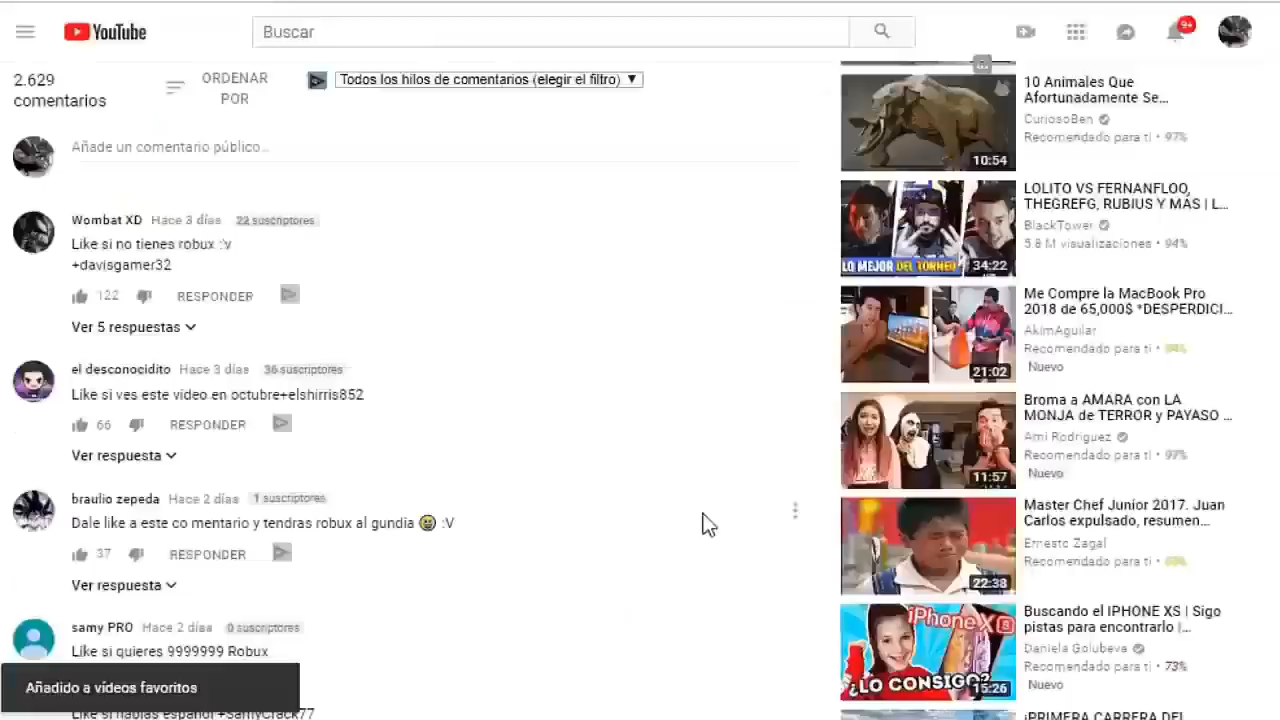 YouTube
Buscar
9+
2.629
comentarios
ORDENAR
POR
Todos los hilos de comentarios (elegir el filtro) ▼
Añade un comentario público...
Wombat XD Hace 3 días 22 suscriptores
Like si no tienes robux :v
+davisgamer32
122 RESPONDER
Ver 5 respuestas
el desconocidito Hace 3 días 36 suscriptores
Like si ves este video en octubre+elshirris852
66 RESPONDER
Ver respuesta
braulio zepeda Hace 2 días 1 suscriptores
Dale like a este co mentario y tendras robux al gundia 😆 :V
37 RESPONDER
Ver respuesta
samy PRO Hace 2 días 0 suscriptores
Like si quieres 9999999 Robux
Like si hablas español +SamyCrack77
Añadido a vídeos favoritos
10 Animales Que
Afortunadamente Se...
CuriosoBen
Recomendado para ti • 97%
10:54
LOLITO VS FERNANFLOO,
THEGREFG, RUBIUS Y MÁS | L...
BlackTower
5.8 M visualizaciones • 94%
LO MEJOR DEL TORNEO
34:22
Me Compre la MacBook Pro
2018 de 65,000$ *DESPERDICI...
AkimAguilar
Recomendado para ti • 94%
Nuevo
21:02
Broma a AMARA con LA
MONJA de TERROR y PAYASO ...
Ami Rodriguez
Recomendado para ti • 97%
Nuevo
11:57
Master Chef Junior 2017. Juan
Carlos expulsado, resumen...
Ernesto Zagal
Recomendado para ti •
22:38
Buscando el IPHONE XS | Sigo
pistas para encontrarlo |...
Daniela Golubeva
Recomendado para ti • 73%
Nuevo
iPhone XS
¿LO CONSIGO?
15:26
¡PRIMERA CARRERA DEL